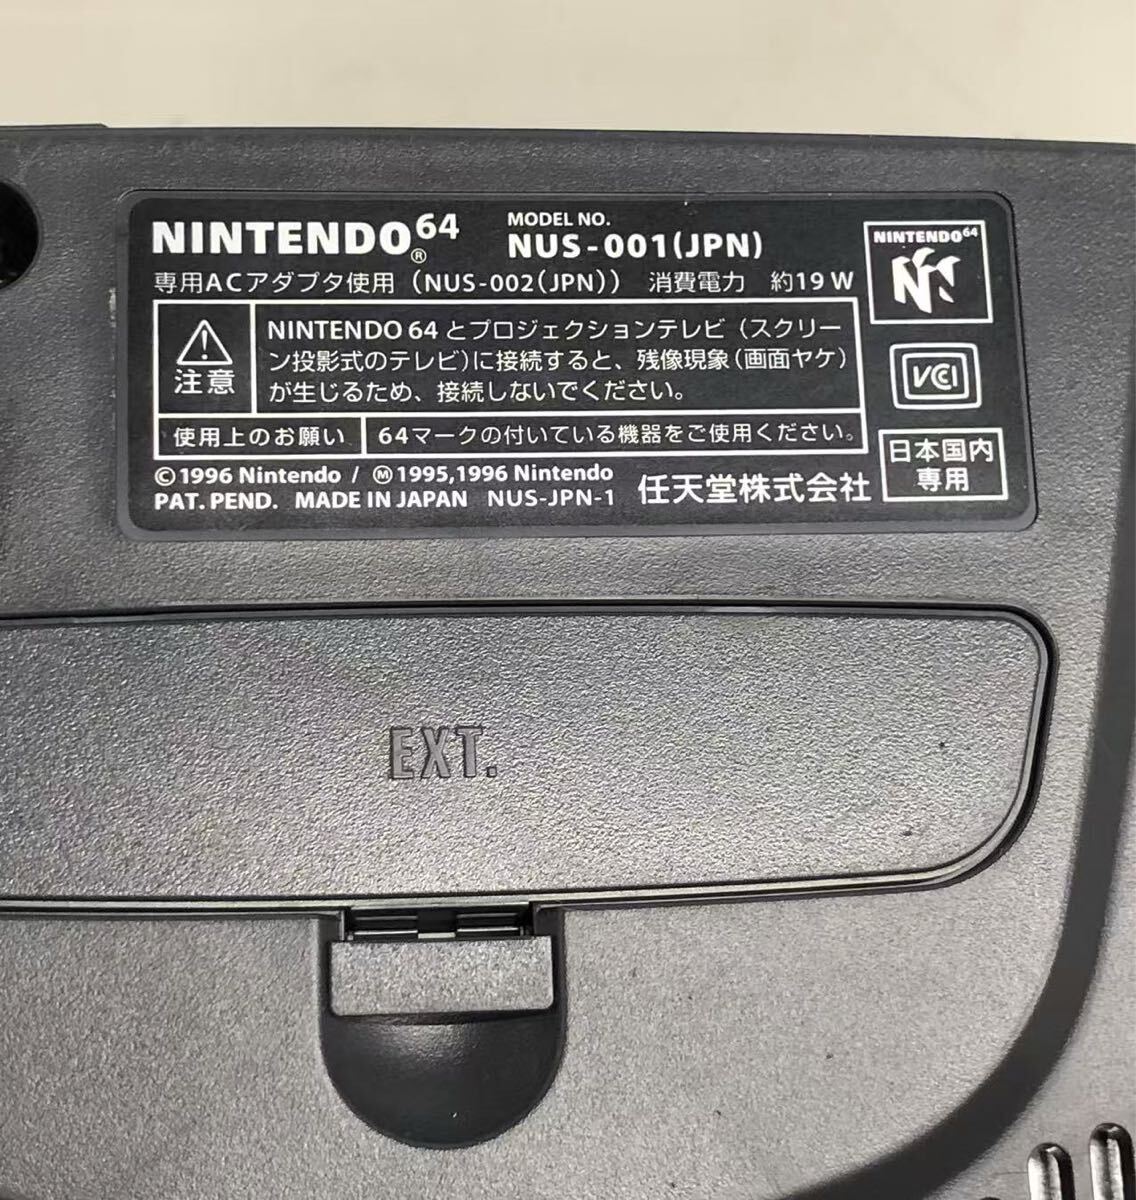 NINTENDO64®
MODEL NO.
NUS-001(JPN)
専用ACアダプタ使用（NUS-002(JPN)） 消費電力 約19W
注意
NINTENDO 64 とプロジェクションテレビ（スクリー
ン投影式のテレビ)に接続すると、残像現象（画面ヤケ）
が生じるため、接続しないでください。
使用上のお願い
64マークの付いている機器をご使用ください。
©1996 Nintendo / Ⓜ1995,1996 Nintendo
PAT. PEND. MADE IN JAPAN NUS-JPN-1
任天堂株式会社
NINTENDO64
VCI
日本国内
専用
EXT.